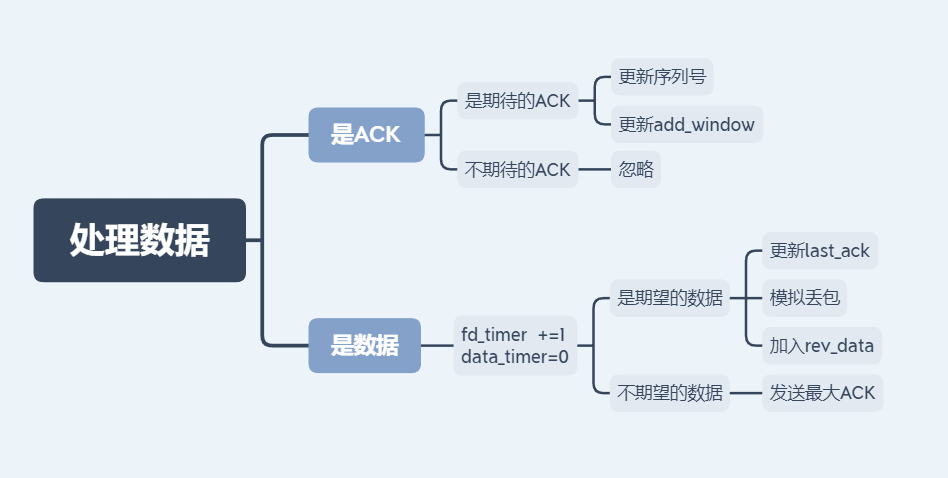 处理数据
是ACK
是期待的ACK
更新序列号
更新add_window
不期待的ACK
忽略
是数据
fd_timer +=1
data_timer=0
是期望的数据
更新last_ack
模拟丢包
加入rev_data
不期望的数据
发送最大ACK